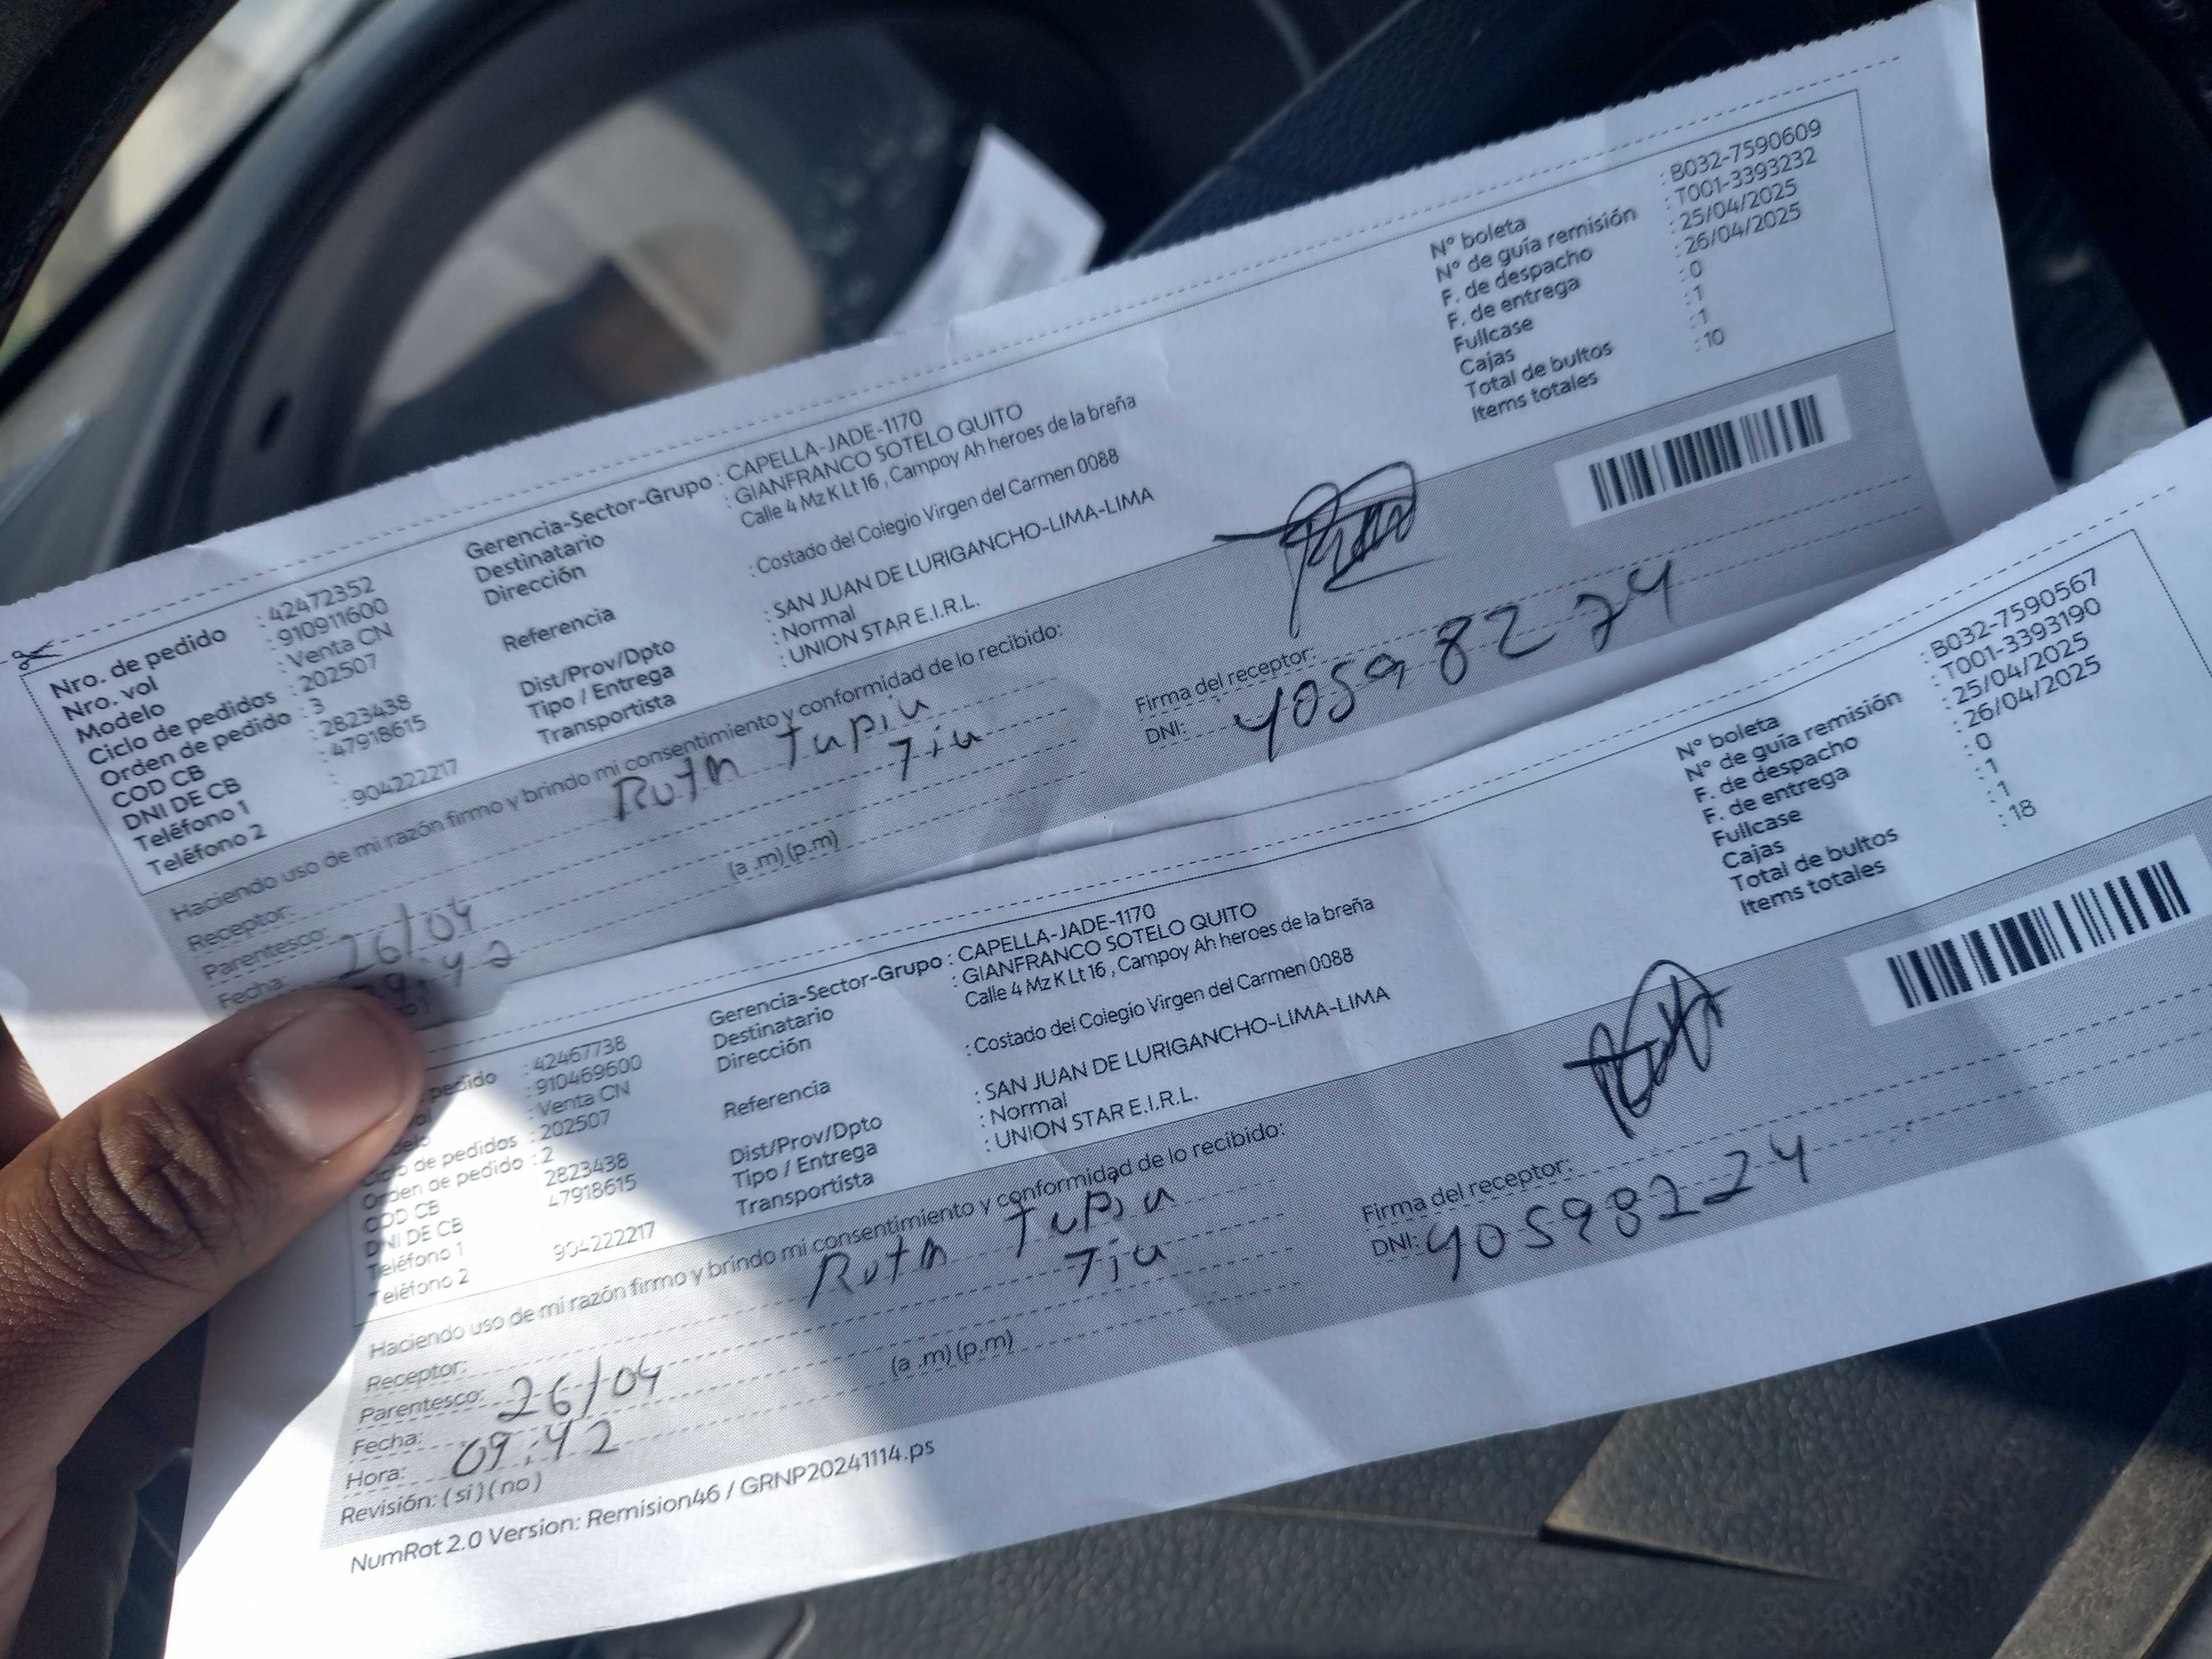 Nro. de pedido : 42472352
Nro. vol : 910911600
Modelo : Venta CN
Ciclo de pedidos : 202507
Orden de pedido : 3
COD CB : 2823438
DNI DE CB : 47918615
Teléfono 1 :
Teléfono 2 : 904222217
Gerencia-Sector-Grupo : CAPELLA-JADE-1170
Destinatario : GIANFRANCO SOTELO QUITO
Dirección : Calle 4 Mz K Lt 16 , Campoy Ah heroes de la breña
Referencia : Costado del Colegio Virgen del Carmen 0088
Dist/Prov/Dpto : SAN JUAN DE LURIGANCHO-LIMA-LIMA
Tipo / Entrega : Normal
Transportista : UNION STAR E.I.R.L.
N° boleta : B032-7590609
N° de guía remisión : T001-3393232
F. de despacho : 25/04/2025
F. de entrega : 26/04/2025
Fullcase : 0
Cajas : 1
Total de bultos : 1
Items totales : 10
Haciendo uso de mi razón firmo y brindo mi consentimiento y conformidad de lo recibido:
Receptor: Ruth Tupiu
Parentesco: Tiu
Fecha: 26/04
09:42 (a .m) (p.m)
Firma del receptor:
DNI: 40598224
pedido : 42467738
: 910469600
: Venta CN
Ciclo de pedidos : 202507
Orden de pedido : 2
COD CB 2823438
DNI DE CB 47918615
Teléfono 1
Teléfono 2 904222217
Gerencia-Sector-Grupo : CAPELLA-JADE-1170
Destinatario : GIANFRANCO SOTELO QUITO
Dirección Calle 4 Mz K Lt 16 , Campoy Ah heroes de la breña
Referencia : Costado del Colegio Virgen del Carmen 0088
Dist/Prov/Dpto : SAN JUAN DE LURIGANCHO-LIMA-LIMA
Tipo / Entrega : Normal
Transportista : UNION STAR E.I.R.L.
N° boleta : B032-7590567
N° de guía remisión : T001-3393190
F. de despacho : 25/04/2025
F. de entrega : 26/04/2025
Fullcase : 0
Cajas : 1
Total de bultos : 1
Items totales : 18
Haciendo uso de mi razón firmo y brindo mi consentimiento y conformidad de lo recibido:
Receptor: Ruth Tupiu
Parentesco: Tiu
Fecha: 26/04
Hora: 09:42 (a .m) (p.m)
Revisión: ( si ) ( no )
Firma del receptor:
DNI: 40598224
NumRot 2.0 Version: Remision46 / GRNP20241114.ps